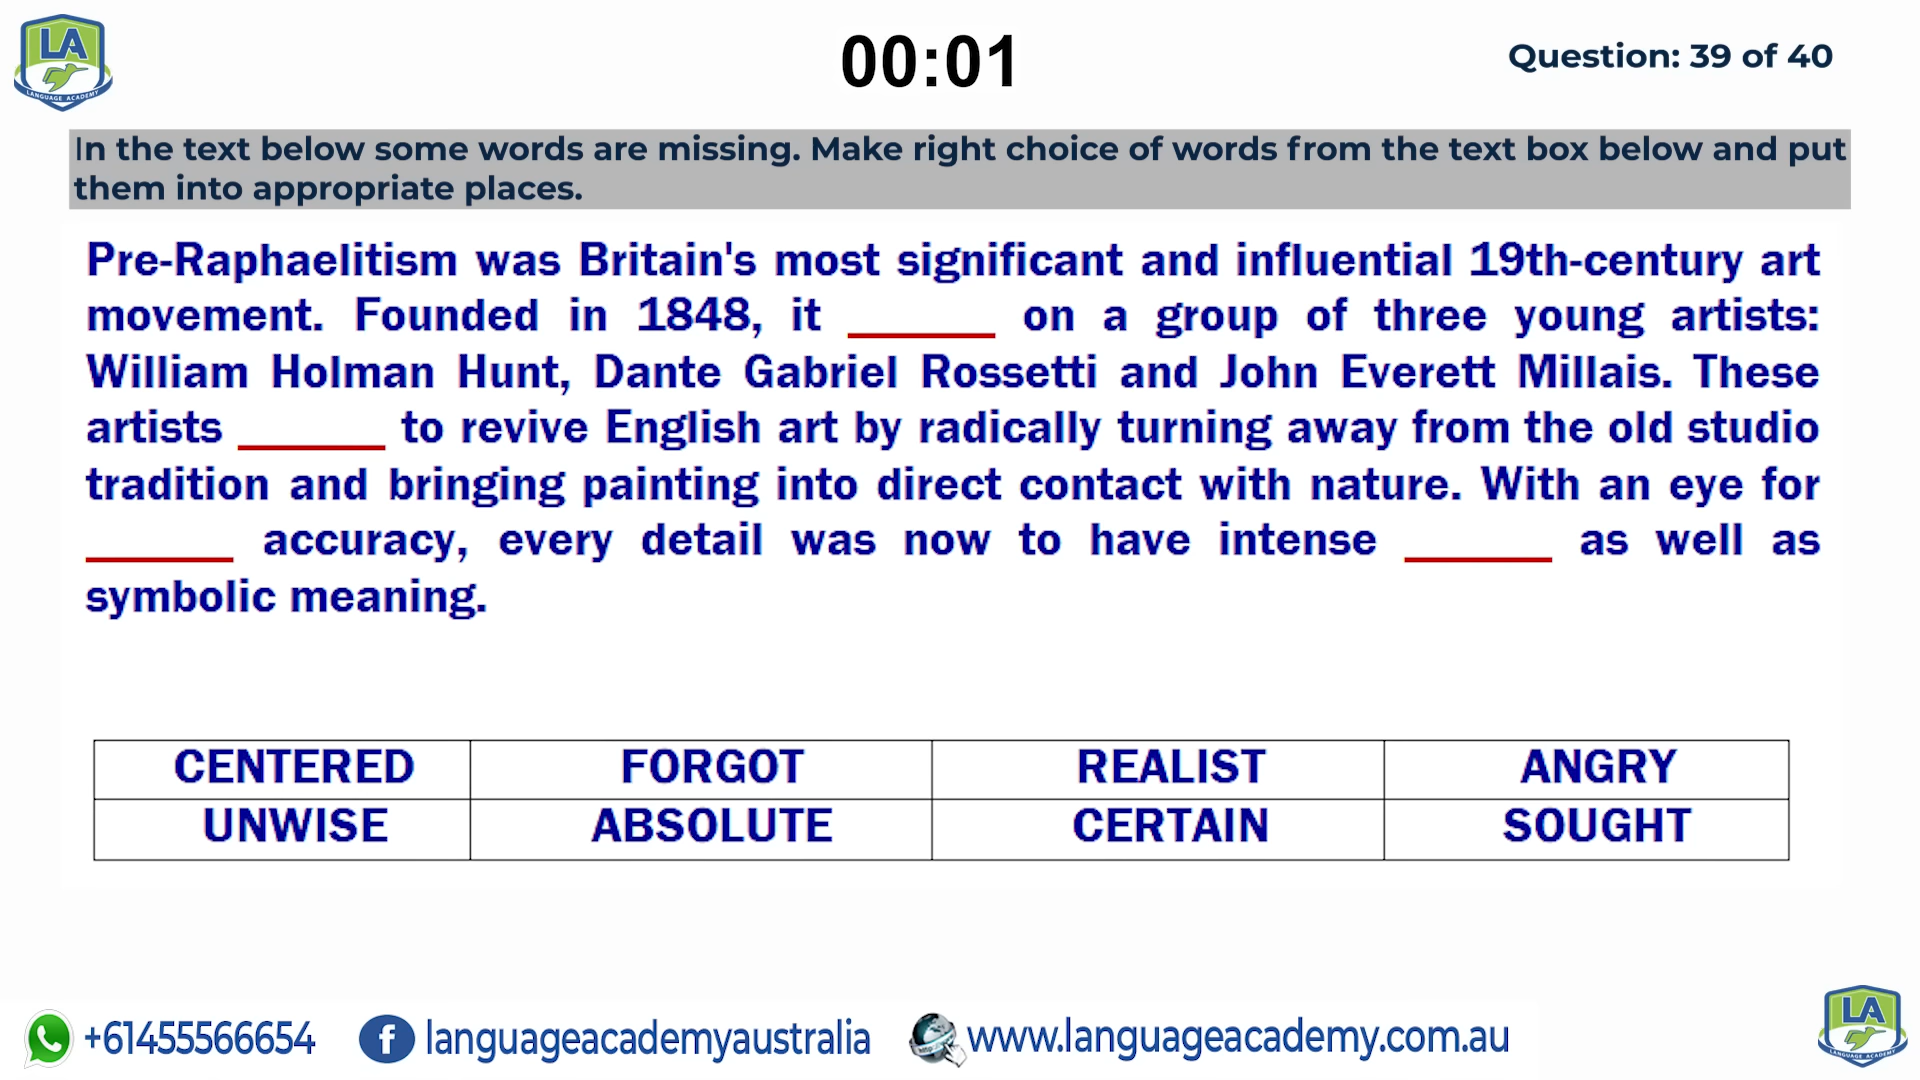 LA
LANGUAGE ACADEMY
00:01
Question: 39 of 40
In the text below some words are missing. Make right choice of words from the text box below and put
them into appropriate places.
Pre-Raphaelitism was Britain's most significant and influential 19th-century art
movement. Founded in 1848, it ______ on a group of three young artists:
William Holman Hunt, Dante Gabriel Rossetti and John Everett Millais. These
artists ______ to revive English art by radically turning away from the old studio
tradition and bringing painting into direct contact with nature. With an eye for
______ accuracy, every detail was now to have intense ______ as well as
symbolic meaning.
CENTERED FORGOT REALIST ANGRY
UNWISE ABSOLUTE CERTAIN SOUGHT
+61455566654 f languageacademyaustralia www.languageacademy.com.au
LA
LANGUAGE ACADEMY